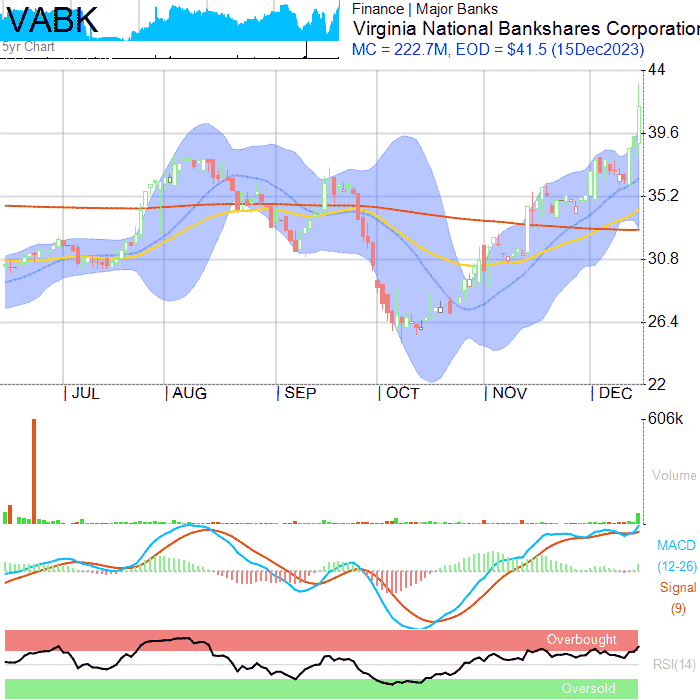 VABK
5yr Chart
Finance | Major Banks
Virginia National Bankshares Corporation
MC = 222.7M, EOD = $41.5 (15Dec2023)
44
39.6
35.2
30.8
26.4
22
| JUL | AUG | SEP | OCT | NOV | DEC
606k
Volume
MACD
(12-26)
Signal
(9)
Overbought
RSI(14)
Oversold